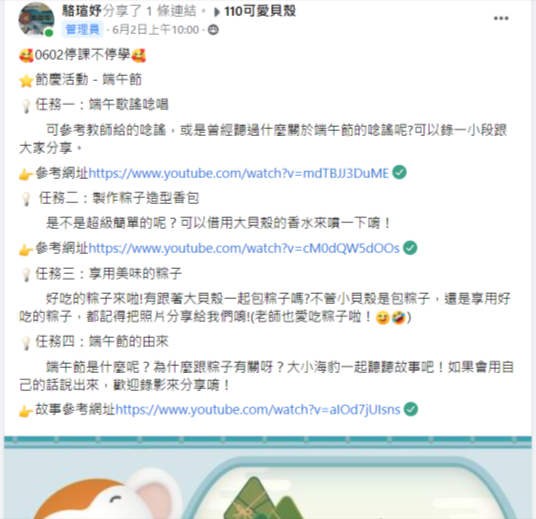 駱瑄妤分享了 1 條連結。 ▶ 110可愛貝殼
管理員 · 6月2日上午10:00 ·
🥰0602停課不停學🥰
⭐節慶活動 - 端午節
💡任務一：端午歌謠唸唱
可參考教師給的唸謠，或是曾經聽過什麼關於端午節的唸謠呢?可以錄一小段跟
大家分享。
👉參考網址https://www.youtube.com/watch?v=mdTBJJ3DuME
💡 任務二：製作粽子造型香包
是不是超級簡單的呢？可以借用大貝殼的香水來噴一下唷！
👉參考網址https://www.youtube.com/watch?v=cM0dQW5dOOs
💡任務三：享用美味的粽子
好吃的粽子來啦!有跟著大貝殼一起包粽子嗎?不管小貝殼是包粽子，還是享用好
吃的粽子，都記得把照片分享給我們唷!(老師也愛吃粽子啦！😋🤣)
💡任務四：端午節的由來
端午節是什麼呢？為什麼跟粽子有關呀？大小海豹一起聽聽故事吧！如果會用自
己的話說出來，歡迎錄影來分享唷！
👉故事參考網址https://www.youtube.com/watch?v=aIOd7jUIsns